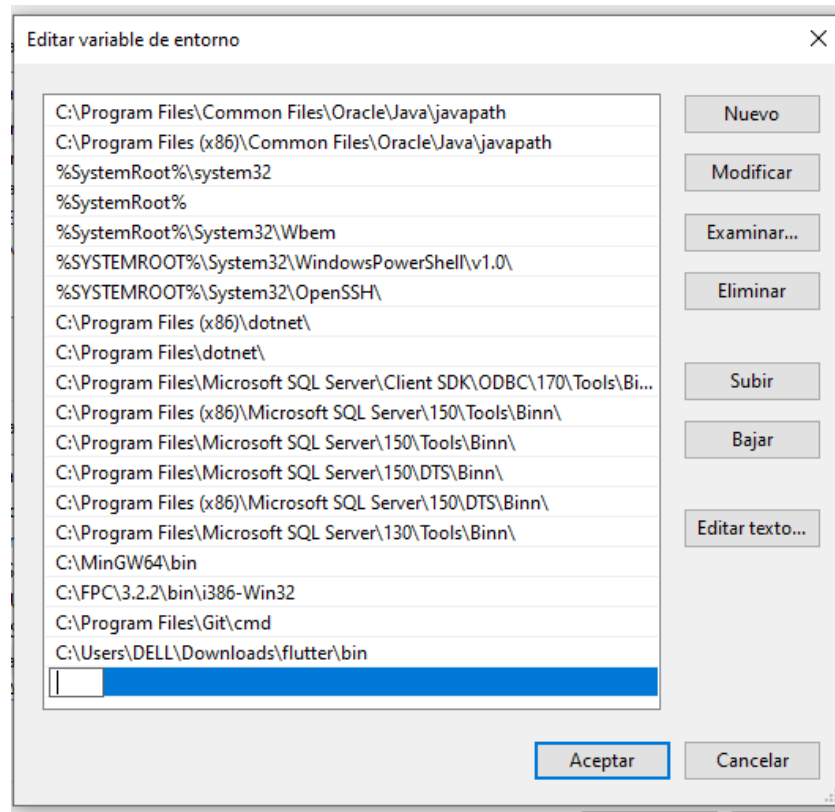 Editar variable de entorno
C:\Program Files\Common Files\Oracle\Java\javapath
C:\Program Files (x86)\Common Files\Oracle\Java\javapath
%SystemRoot%\system32
%SystemRoot%
%SystemRoot%\System32\Wbem
%SYSTEMROOT%\System32\WindowsPowerShell\v1.0\
%SYSTEMROOT%\System32\OpenSSH\
C:\Program Files (x86)\dotnet\
C:\Program Files\dotnet\
C:\Program Files\Microsoft SQL Server\Client SDK\ODBC\170\Tools\Bi...
C:\Program Files (x86)\Microsoft SQL Server\150\Tools\Binn\
C:\Program Files\Microsoft SQL Server\150\Tools\Binn\
C:\Program Files\Microsoft SQL Server\150\DTS\Binn\
C:\Program Files (x86)\Microsoft SQL Server\150\DTS\Binn\
C:\Program Files\Microsoft SQL Server\130\Tools\Binn\
C:\MinGW64\bin
C:\FPC\3.2.2\bin\i386-Win32
C:\Program Files\Git\cmd
C:\Users\DELL\Downloads\flutter\bin
Nuevo
Modificar
Examinar...
Eliminar
Subir
Bajar
Editar texto...
Aceptar
Cancelar